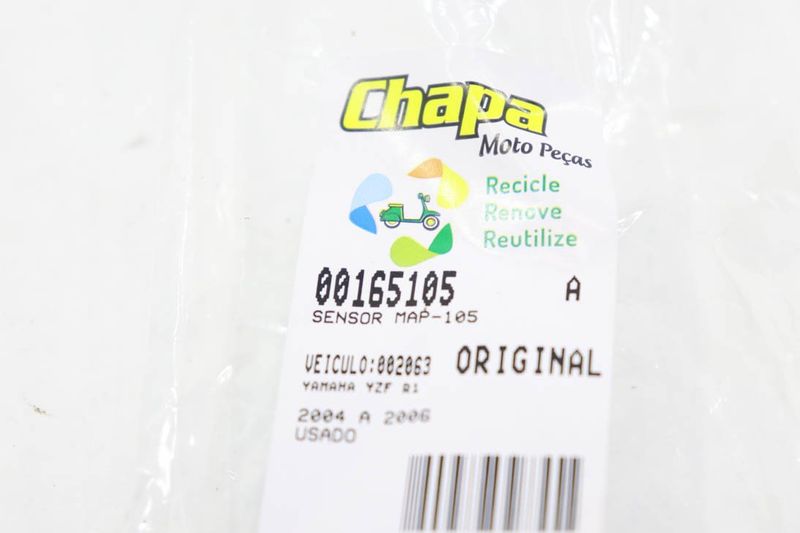 Chapa
Moto Peças
Recicle
Renove
Reutilize
00165105 A
SENSOR MAP-105
VEICULO:002063 ORIGINAL
YAMAHA YZF R1
2004 A 2006
USADO